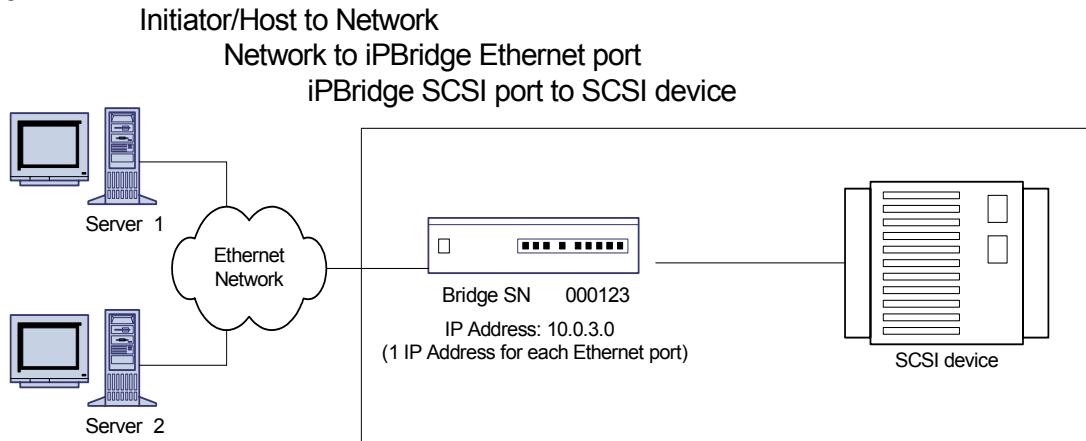 Initiator/Host to Network
Network to iPBridge Ethernet port
iPBridge SCSI port to SCSI device
Server 1
Ethernet
Network
Bridge SN 000123
IP Address: 10.0.3.0
(1 IP Address for each Ethernet port)
SCSI device
Server 2